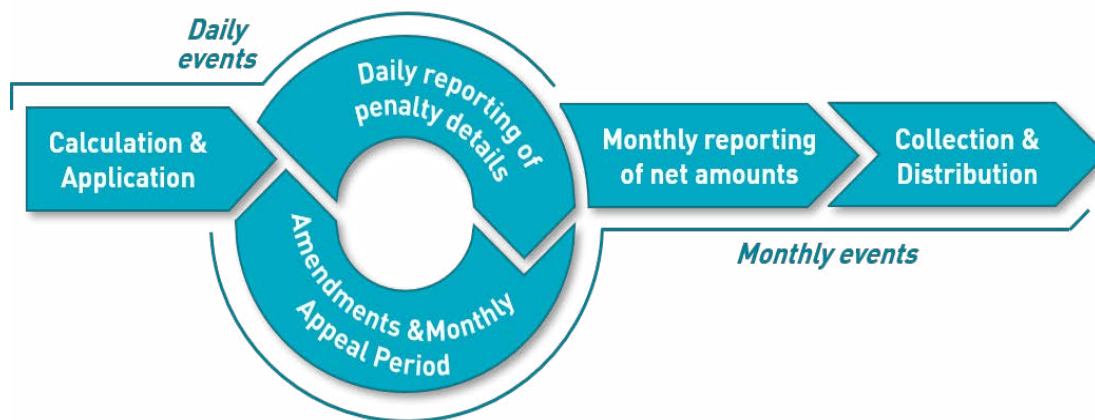 Daily
events
Calculation &
Application
Daily reporting of
penalty details
Amendments &Monthly
Appeal Period
Monthly reporting
of net amounts
Collection &
Distribution
Monthly events